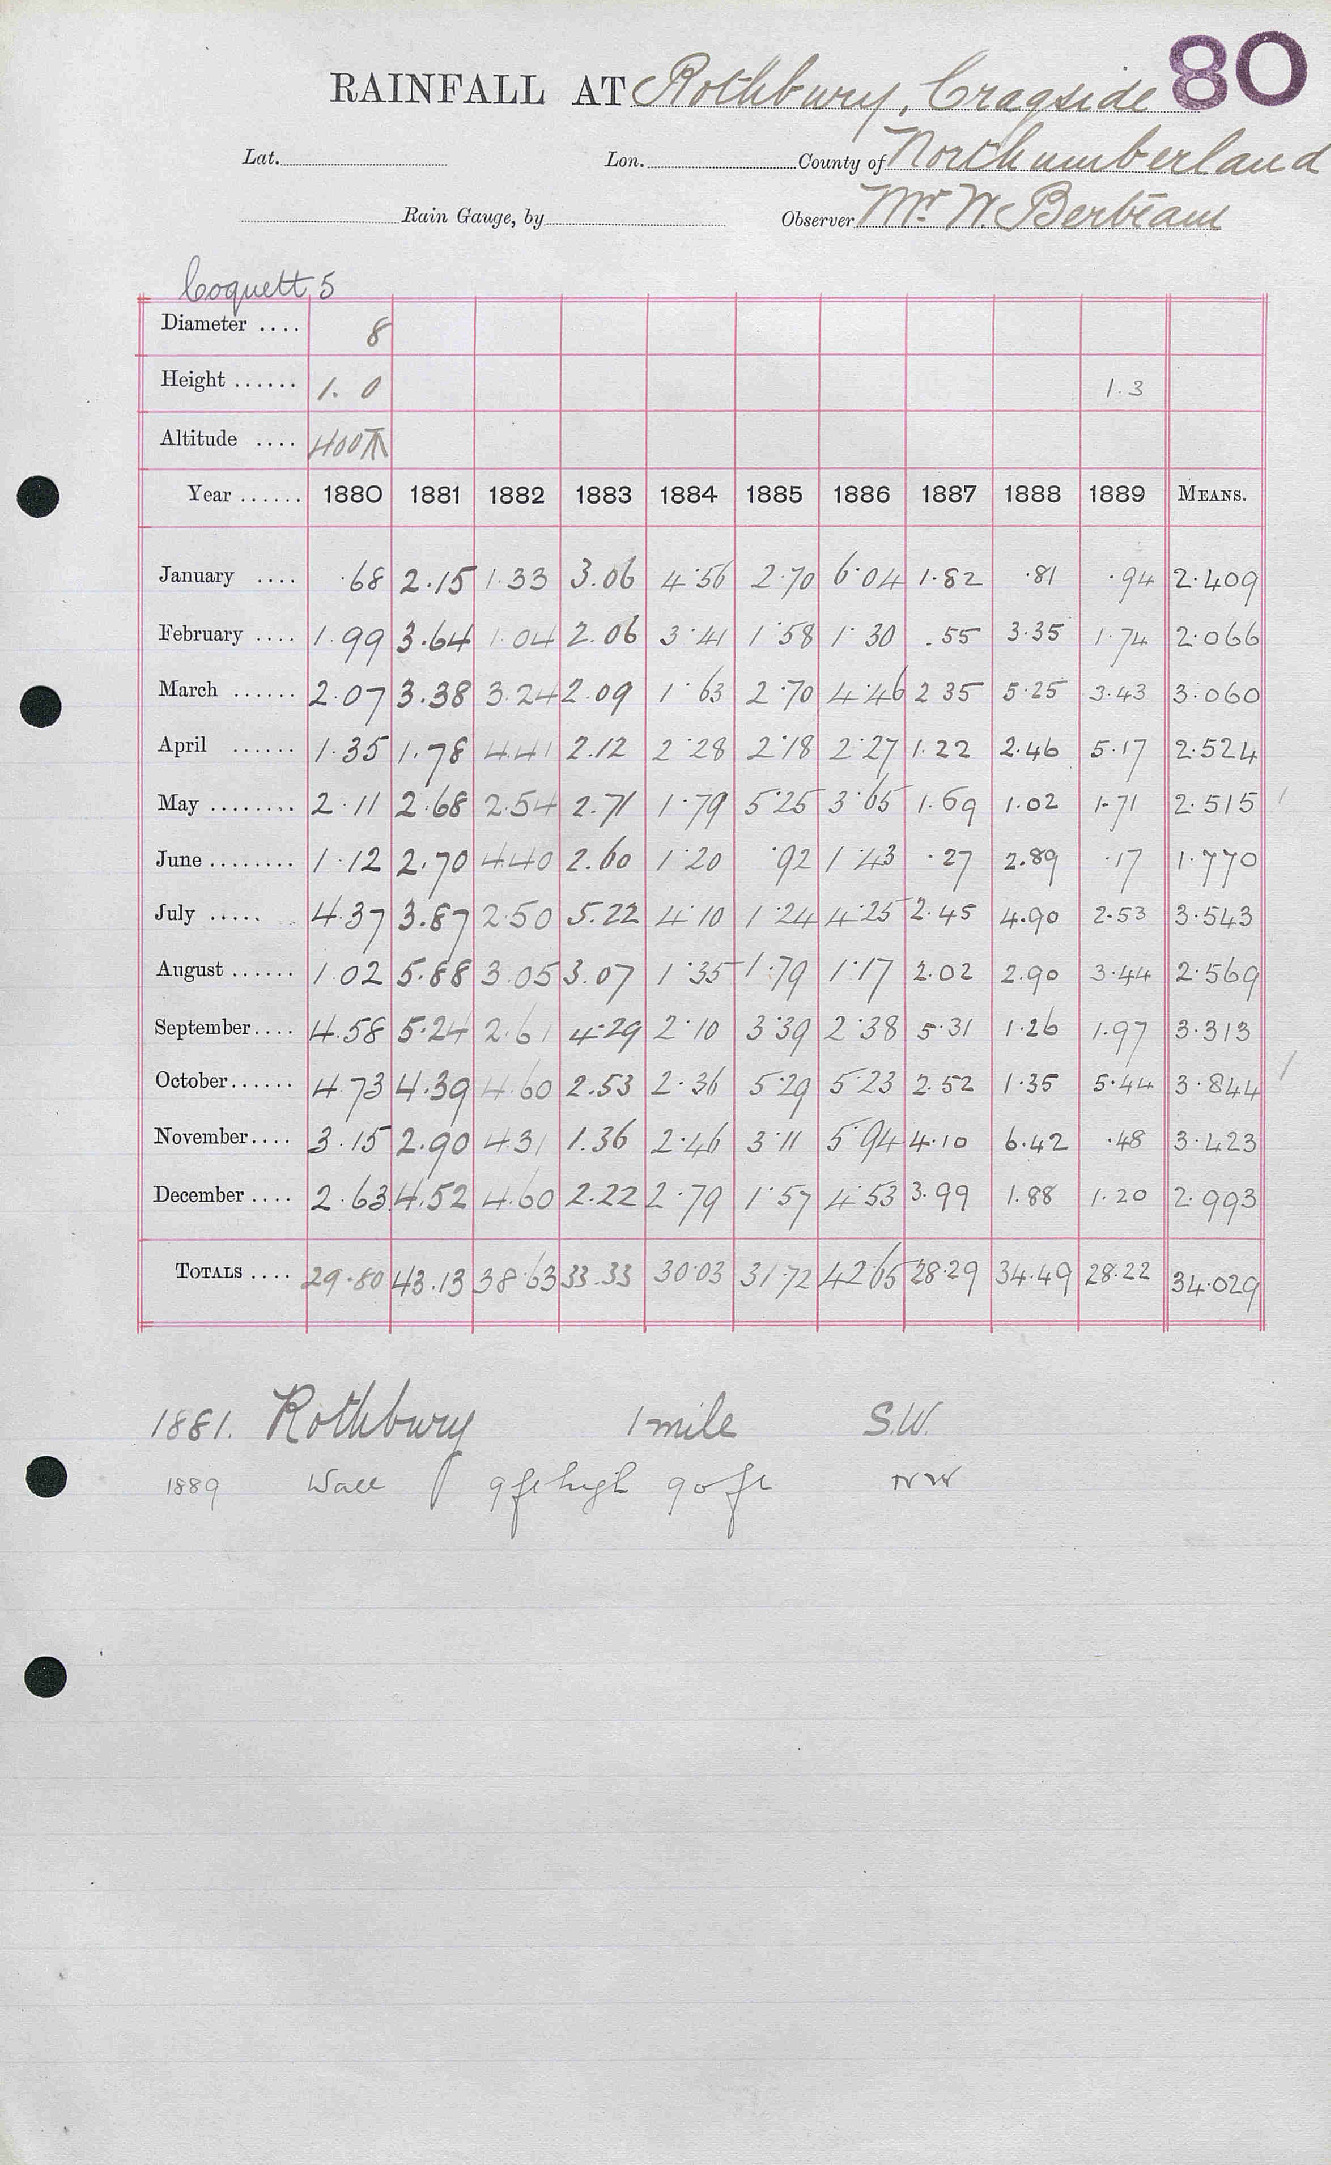 RAINFALL AT Rothbury, Cragside 80
Lat. Lon. County of Northumberland
Rain Gauge, by Observer Mr. W. Bertram
Coquett 5
Diameter .... 8
Height ...... 1. 0 1.3
Altitude .... 400
Year ...... 1880 1881 1882 1883 1884 1885 1886 1887 1888 1889 MEANS.
January .... .68 2.15 1.33 3.06 4.56 2.70 6.04 1.82 .81 .94 2.409
February .... 1.99 3.64 1.04 2.06 3.41 1.58 1.30 .55 3.35 1.74 2.066
March ...... 2.07 3.38 3.24 2.09 1.63 2.70 4.46 2.35 5.25 3.43 3.060
April ...... 1.35 1.78 4.41 2.12 2.28 2.18 2.27 1.22 2.46 5.17 2.524
May ........ 2.11 2.68 2.54 2.71 1.79 5.25 3.65 1.69 1.02 1.71 2.515
June ........ 1.12 2.70 4.40 2.60 1.20 .92 1.43 .27 2.89 .17 1.770
July ..... 4.37 3.87 2.50 5.22 4.10 1.24 4.25 2.45 4.90 2.53 3.543
August ...... 1.02 5.88 3.05 3.07 1.35 1.79 1.17 2.02 2.90 3.44 2.569
September.... 4.58 5.24 2.61 4.29 2.10 3.39 2.38 5.31 1.26 1.97 3.313
October...... 4.73 4.39 4.60 2.53 2.36 5.29 5.23 2.52 1.35 5.44 3.844
November.... 3.15 2.90 4.31 1.36 2.46 3.11 5.94 4.10 6.42 .48 3.423
December .... 2.63 4.52 4.60 2.22 2.79 1.57 4.53 3.99 1.88 1.20 2.993
TOTALS .... 29.80 43.13 38.63 33.33 30.03 31.72 42.65 28.29 34.49 28.22 34.029
1881. Rothbury 1 mile S.W.
1889 Wall 9 ft high 90 ft NW